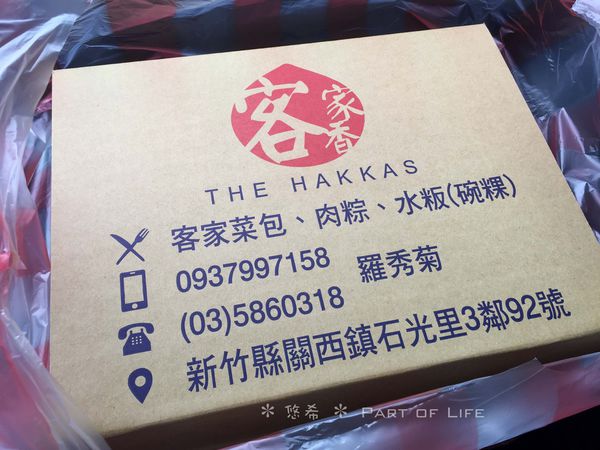 客家香
THE HAKKAS
客家菜包、肉粽、水粄(碗粿)
0937997158 羅秀菊
(03)5860318
新竹縣關西鎮石光里3鄰92號
✻ 悠希 ✻ PART OF LIFE